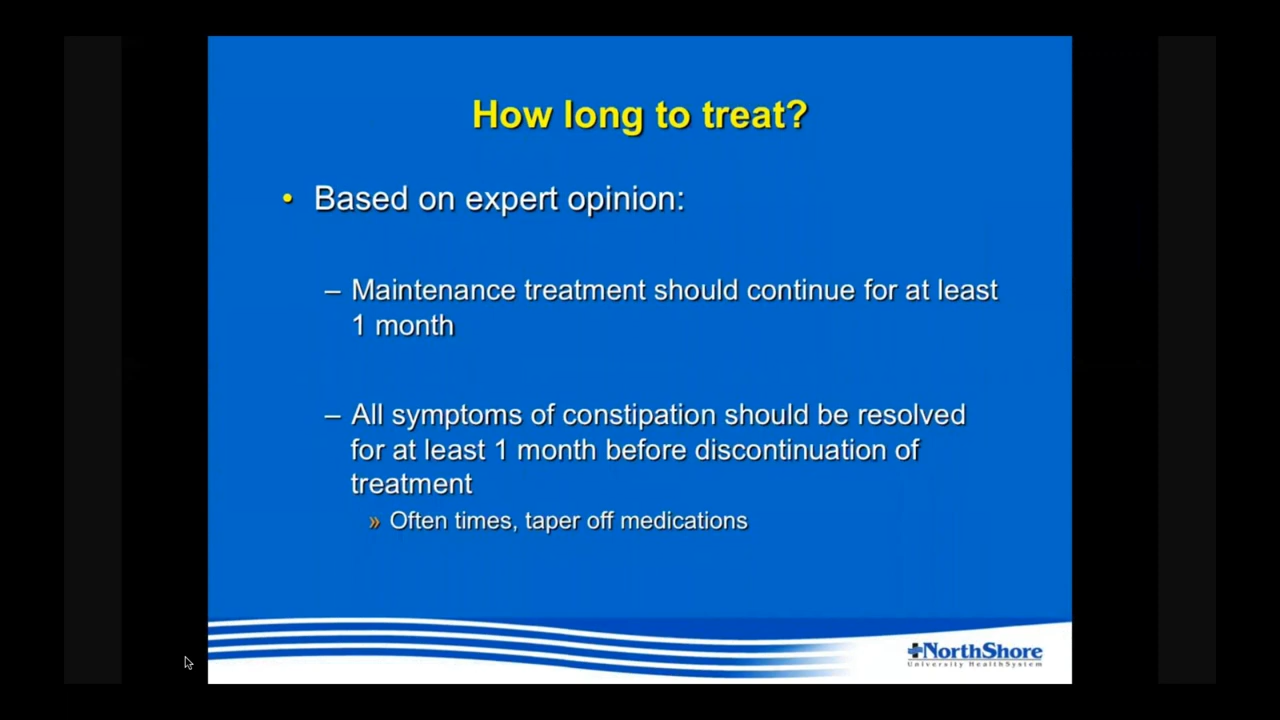 How long to treat?
• Based on expert opinion:
– Maintenance treatment should continue for at least
1 month
– All symptoms of constipation should be resolved
for at least 1 month before discontinuation of
treatment
» Often times, taper off medications
NorthShore
University HealthSystem